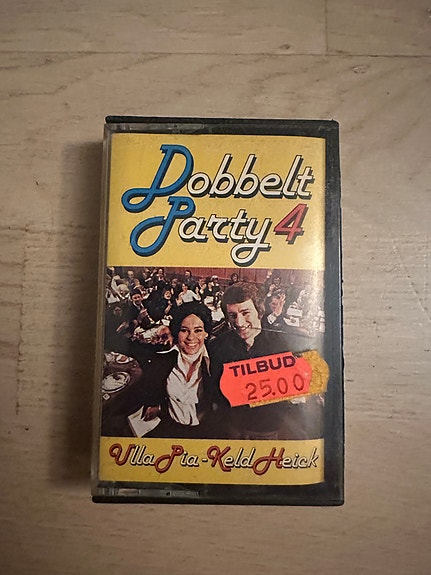 Dobbelt
Party 4
TILBUD
25.00
Ulla Pia - Keld Heick